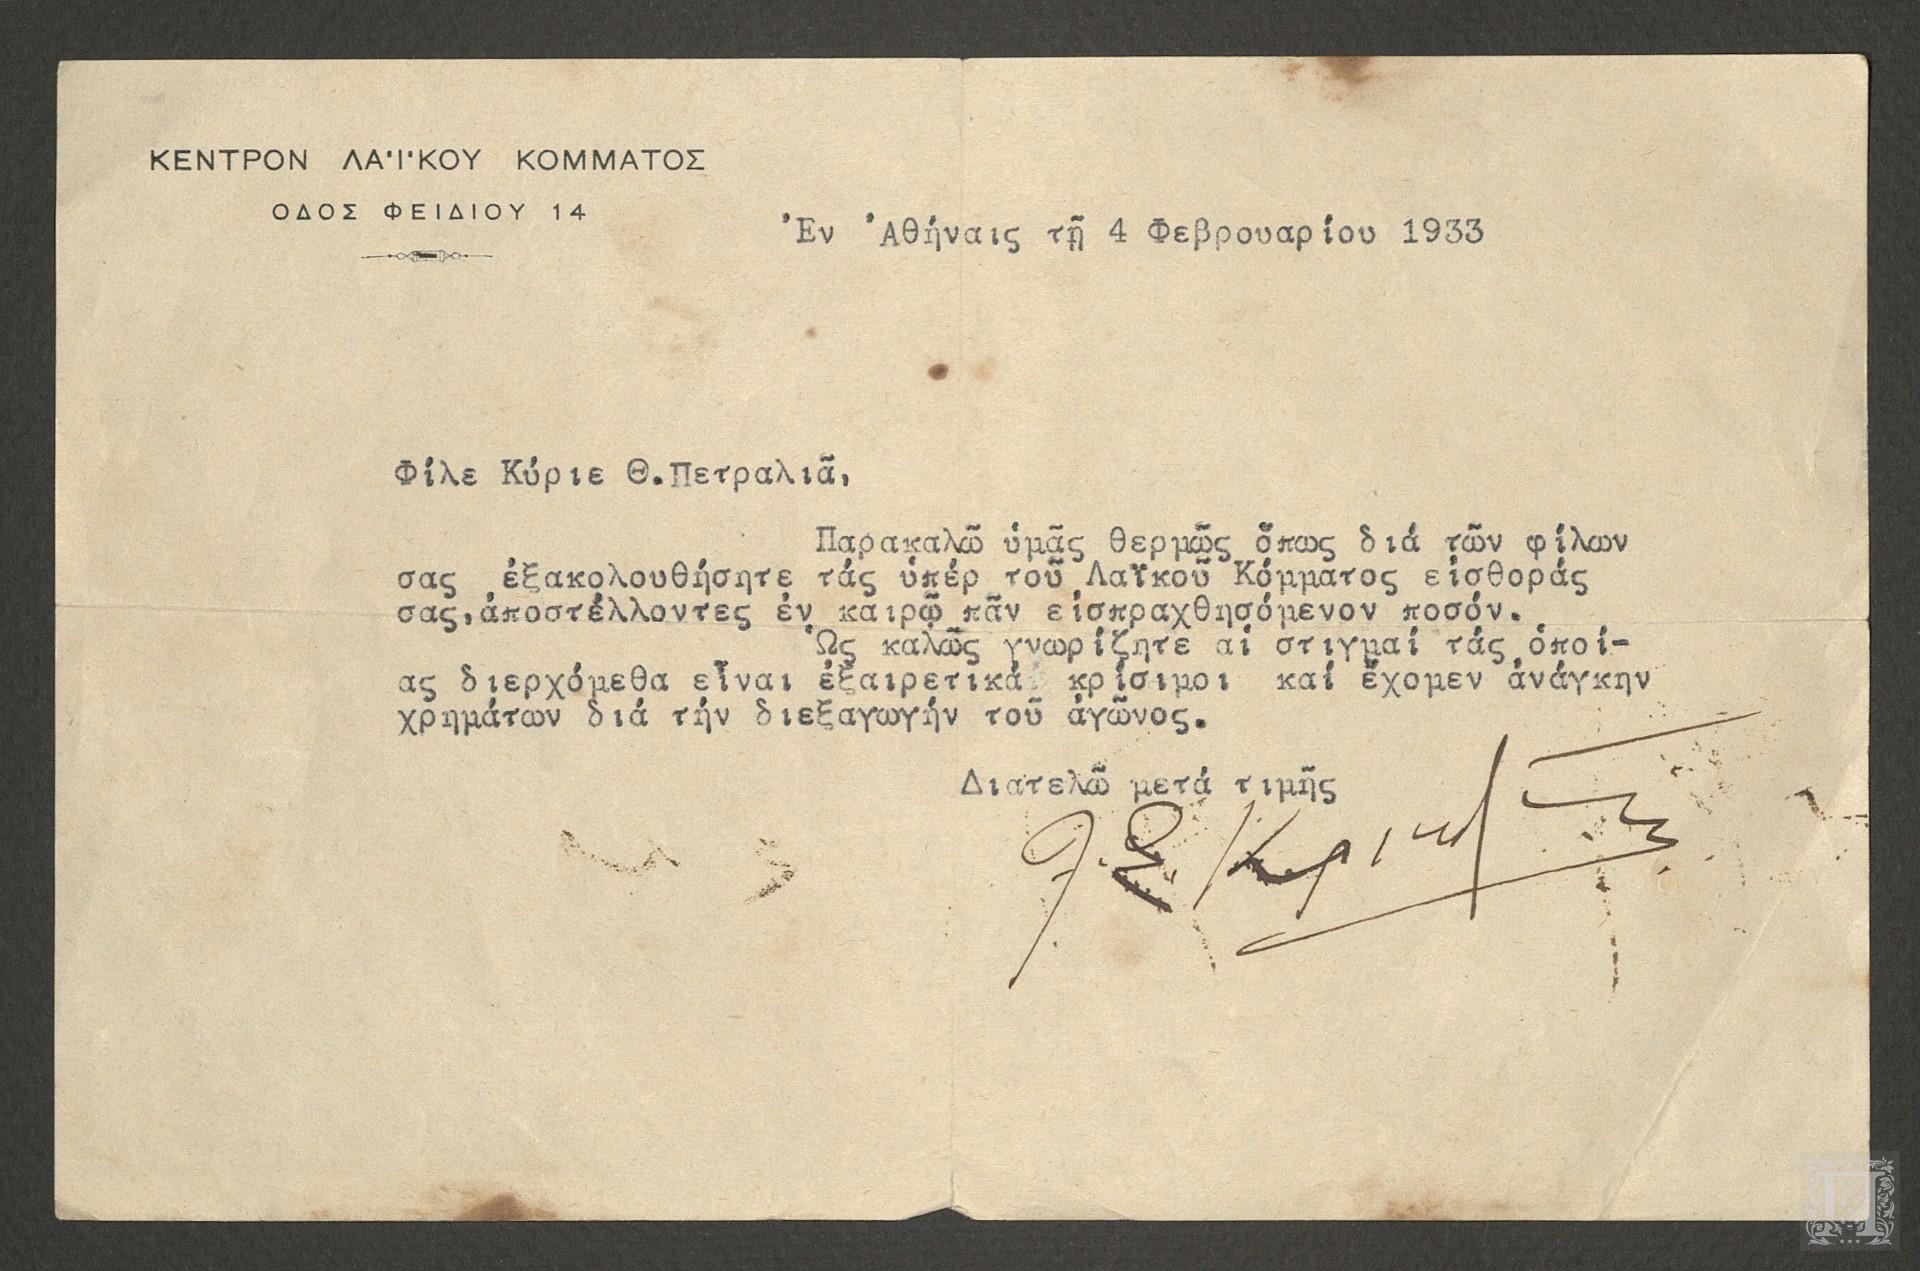 ΚΕΝΤΡΟΝ ΛΑΪΚΟΥ ΚΟΜΜΑΤΟΣ
ΟΔΟΣ ΦΕΙΔΙΟΥ 14
Ἐν Ἀθήναις τῇ 4 Φεβρουαρίου 1933
Φίλε Κύριε Θ.Πετραλιᾶ,
Παρακαλῶ ὑμᾶς θερμῶς ὅπως διά τῶν φίλων
σας ἐξακολουθήσητε τάς ὑπέρ τοῦ Λαϊκοῦ Κόμματος εἰσθοράς
σας,ἀποστέλλοντες ἐν καιρῷ πᾶν εἰσπραχθησόμενον ποσόν.
Ὡς καλῶς γνωρίζητε αἱ στιγμαί τάς ὁποί-
ας διερχόμεθα εἶναι ἐξαιρετικά κρίσιμοι καί ἔχομεν ἀνάγκην
χρημάτων διά τήν διεξαγωγήν τοῦ ἀγῶνος.
Διατελῶ μετά τιμῆς